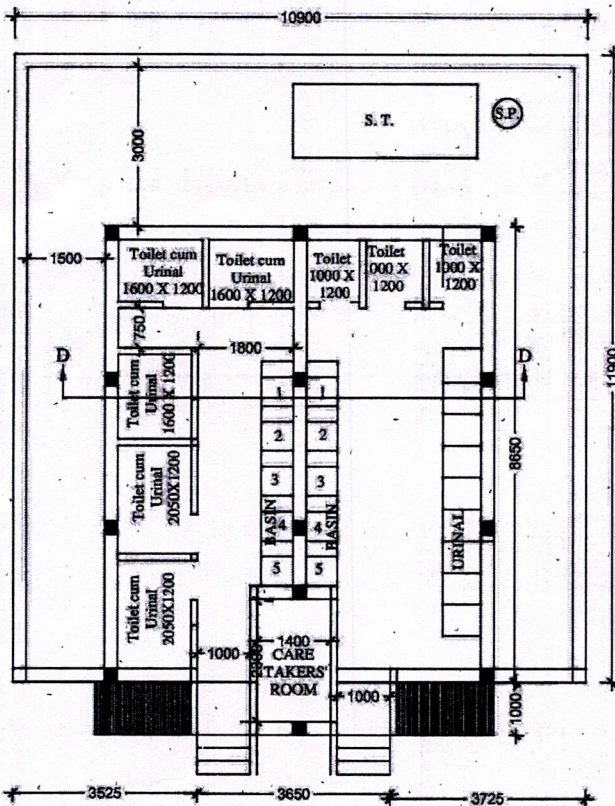 10900
S. T.
S.P.
3000
1500
Toilet cum
Urinal
1600 X 1200
Toilet cum
Urinal
1600 X 1200
Toilet
1000 X
1200
Toilet
1000 X
1200
Toilet
1000 X
1200
750
1800
D
D
11900
8650
Toilet cum
Urinal
1600 X 1200
Toilet cum
Urinal
2050X1200
Toilet cum
Urinal
2050X1200
1
2
3
4
5
BASIN
1
2
3
4
5
BASIN
URINAL
1000
1400
CARE
TAKERS'
ROOM
1000
1000
3525
3650
3725